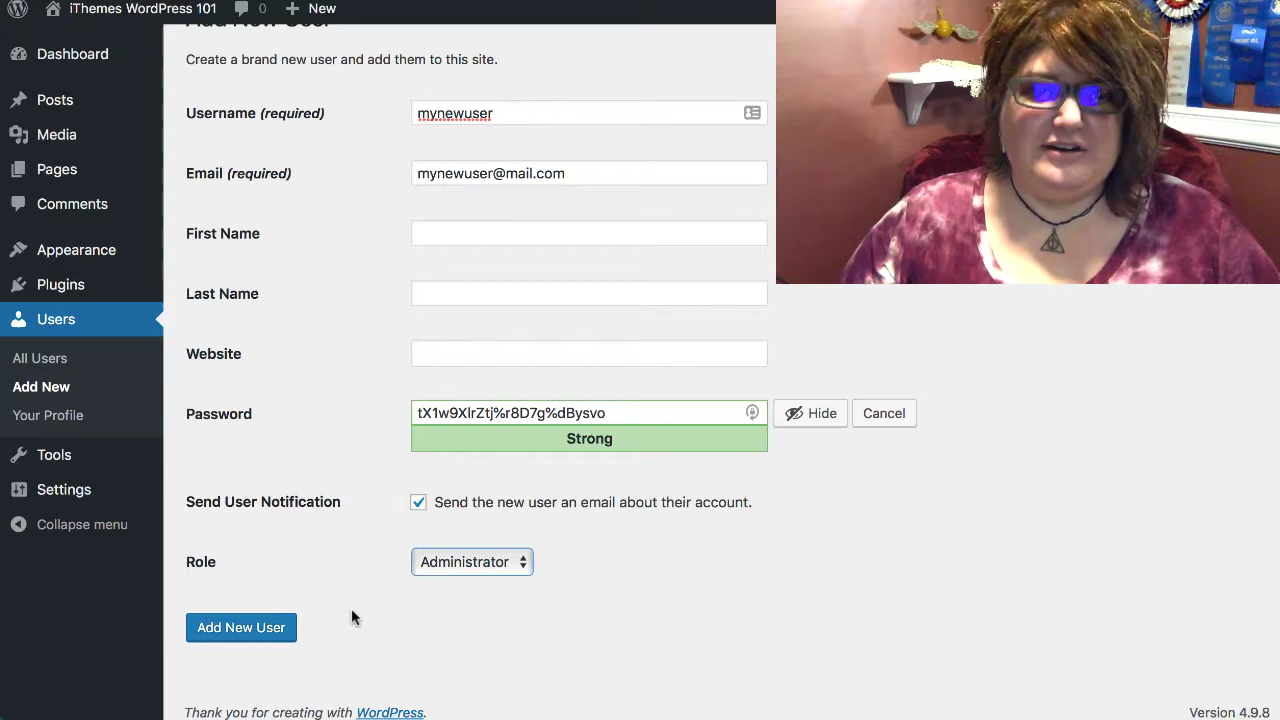 iThemes WordPress 101 0 New
Add New User
Create a brand new user and add them to this site.
Dashboard
Posts
Media
Pages
Comments
Appearance
Plugins
Users
All Users
Add New
Your Profile
Tools
Settings
Collapse menu
Username (required) mynewuser
Email (required) mynewuser@mail.com
First Name
Last Name
Website
Password tX1w9XlrZtj%r8D7g%dBysvo Hide Cancel
Strong
Send User Notification Send the new user an email about their account.
Role Administrator
Add New User
Thank you for creating with WordPress. Version 4.9.8